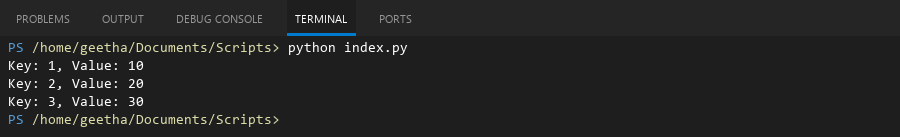 PROBLEMS OUTPUT DEBUG CONSOLE TERMINAL PORTS
PS /home/geetha/Documents/Scripts> python index.py
Key: 1, Value: 10
Key: 2, Value: 20
Key: 3, Value: 30
PS /home/geetha/Documents/Scripts>